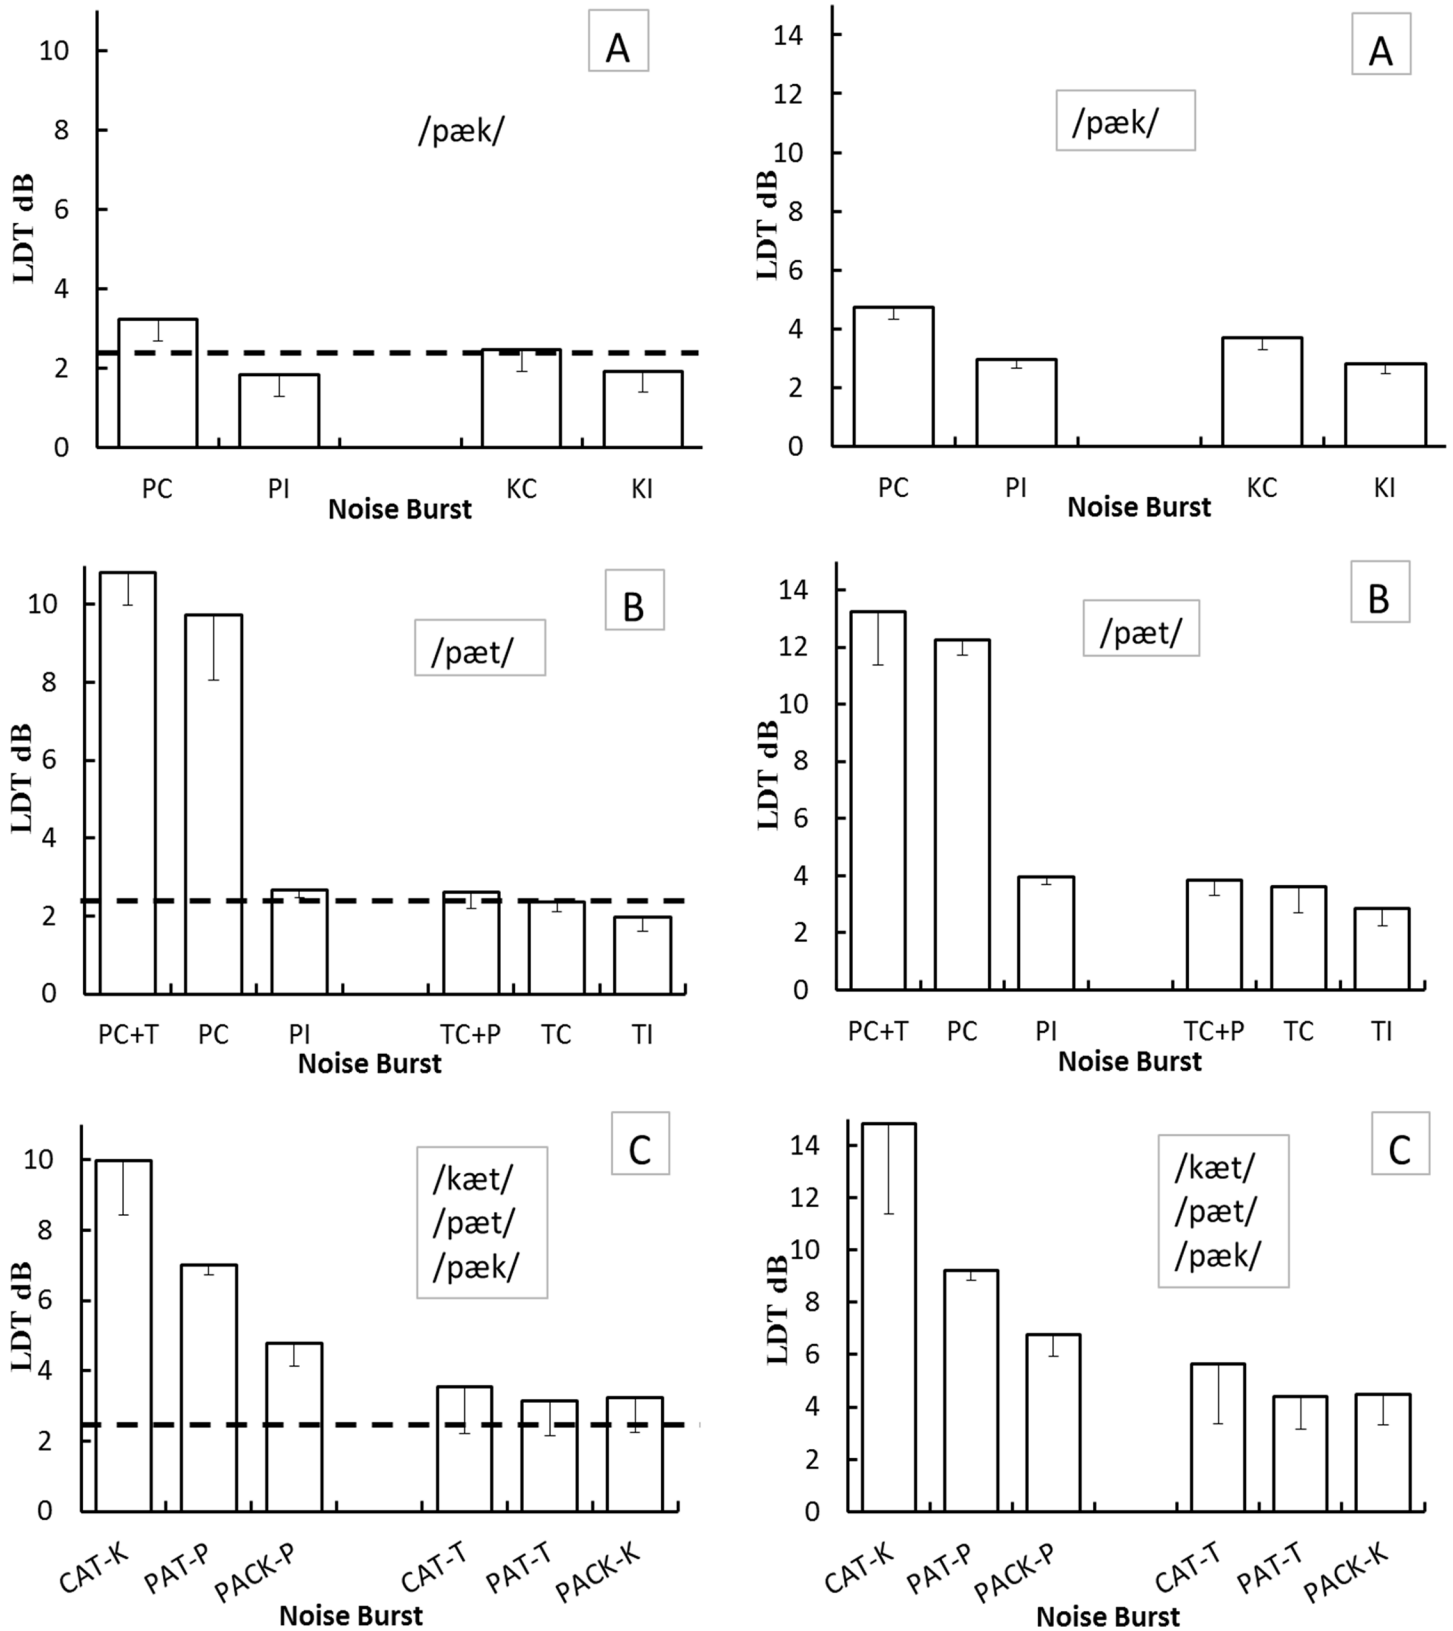 A
/pæk/
LDT dB
10
8
6
4
2
0
PC PI KC KI
Noise Burst
A
/pæk/
LDT dB
14
12
10
8
6
4
2
0
PC PI KC KI
Noise Burst
B
/pæt/
LDT dB
10
8
6
4
2
0
PC+T PC PI TC+P TC TI
Noise Burst
B
/pæt/
LDT dB
14
12
10
8
6
4
2
0
PC+T PC PI TC+P TC TI
Noise Burst
C
/kæt/
/pæt/
/pæk/
LDT dB
10
8
6
4
2
0
CAT-K PAT-P PACK-P CAT-T PAT-T PACK-K
Noise Burst
C
/kæt/
/pæt/
/pæk/
LDT dB
14
12
10
8
6
4
2
0
CAT-K PAT-P PACK-P CAT-T PAT-T PACK-K
Noise Burst